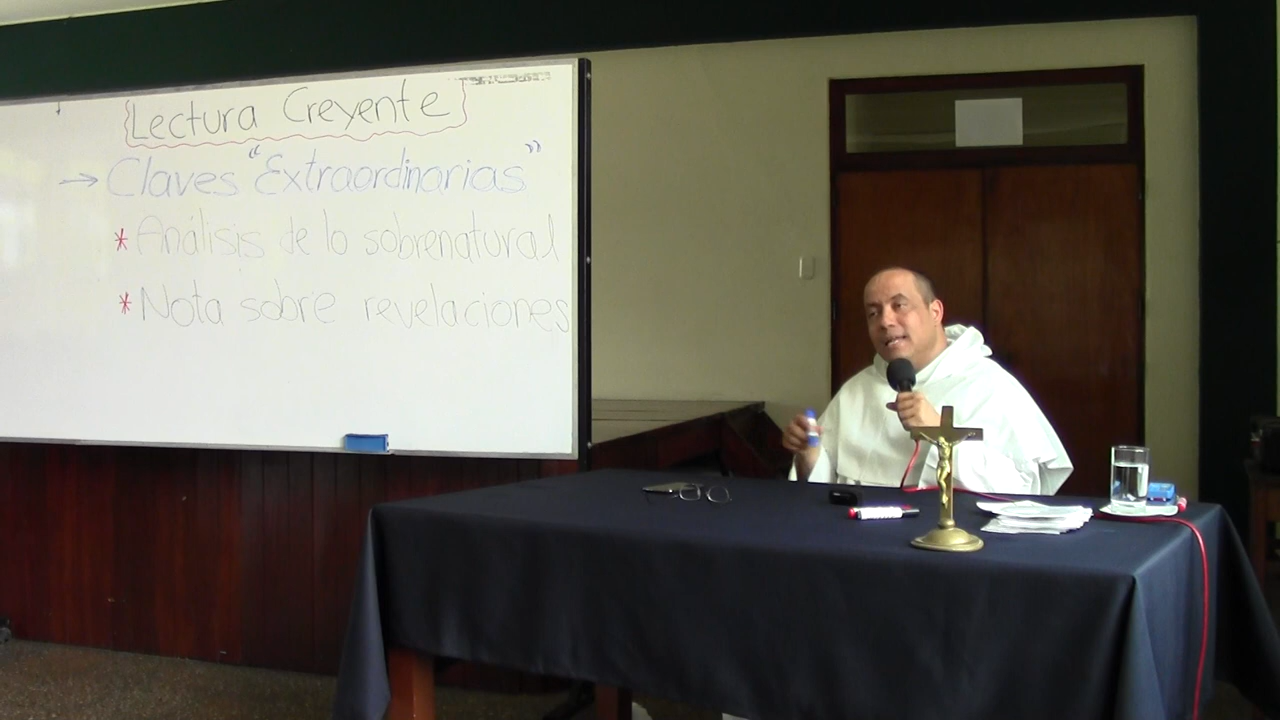 Lectura Creyente
→ Claves "Extraordinarias"
* Análisis de lo sobrenatural
* Nota sobre revelaciones